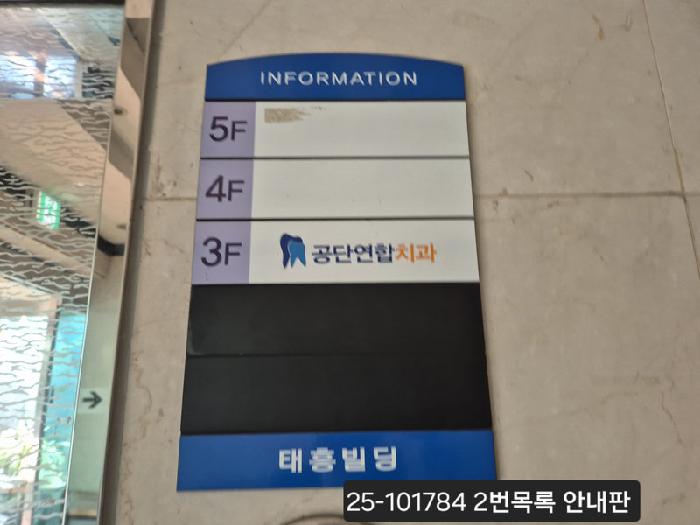 INFORMATION
5F
4F
3F 공단연합치과
태흥빌딩
25-101784 2번목록 안내판